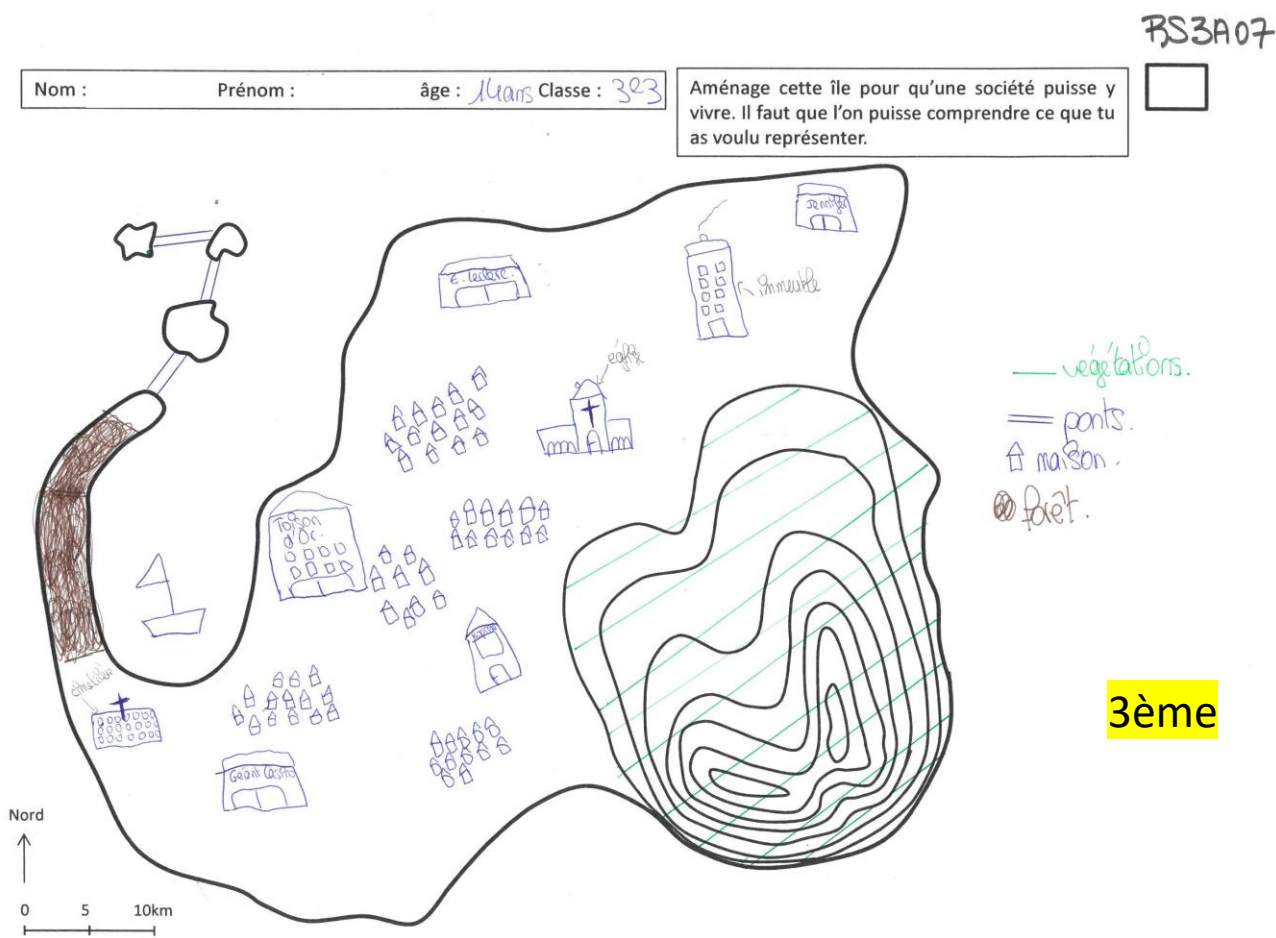 BS3A07
Nom : Prénom : âge : 14ans Classe : 3e3
Aménage cette île pour qu'une société puisse y
vivre. Il faut que l'on puisse comprendre ce que tu
as voulu représenter.
Jennifer
E. Leclerc.
immeuble
église
végétations.
ponts.
maison.
forêt.
Toison
d'Or.
Géant Casino
3ème
Nord
0 5 10km